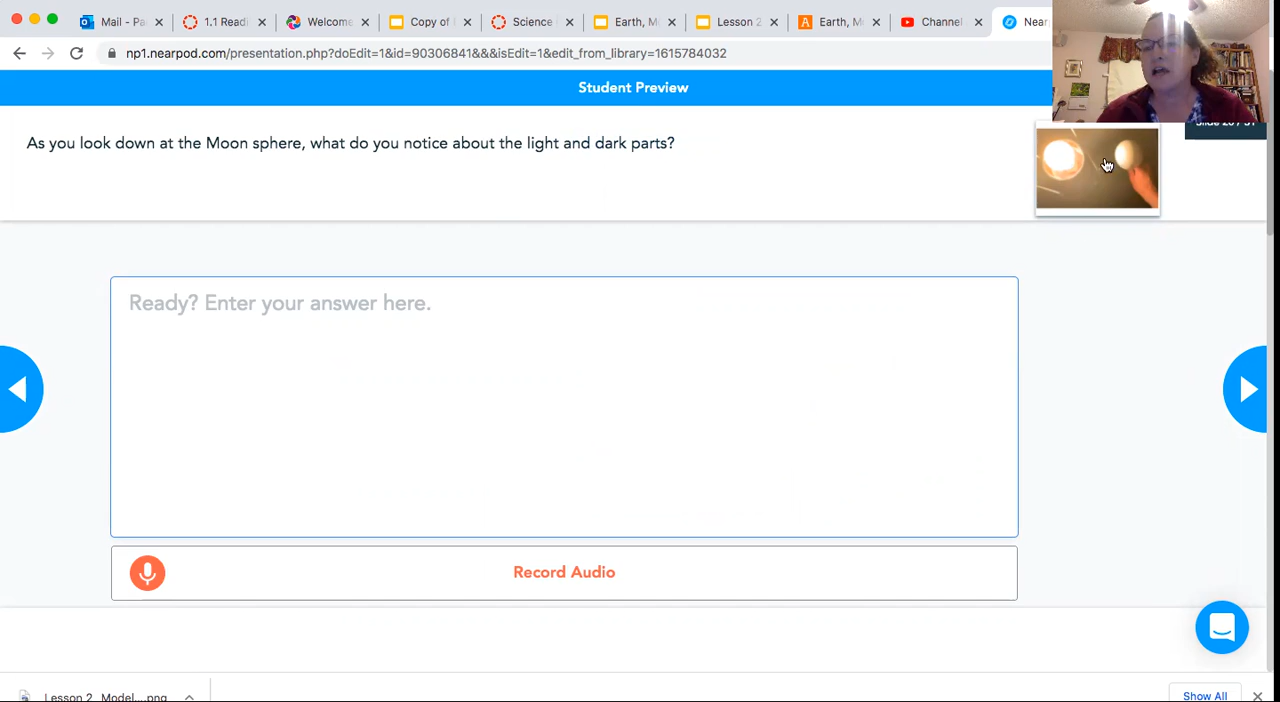 Mail - Pa
1.1 Readi
Welcome
Copy of
Science
Earth, M
Lesson 2
Earth, M
Channel
Near
np1.nearpod.com/presentation.php?doEdit=1&id=90306841&&&isEdit=1&edit_from_library=1615784032
Student Preview
As you look down at the Moon sphere, what do you notice about the light and dark parts?
Ready? Enter your answer here.
Record Audio
Lesson 2_ Model....png
Show All